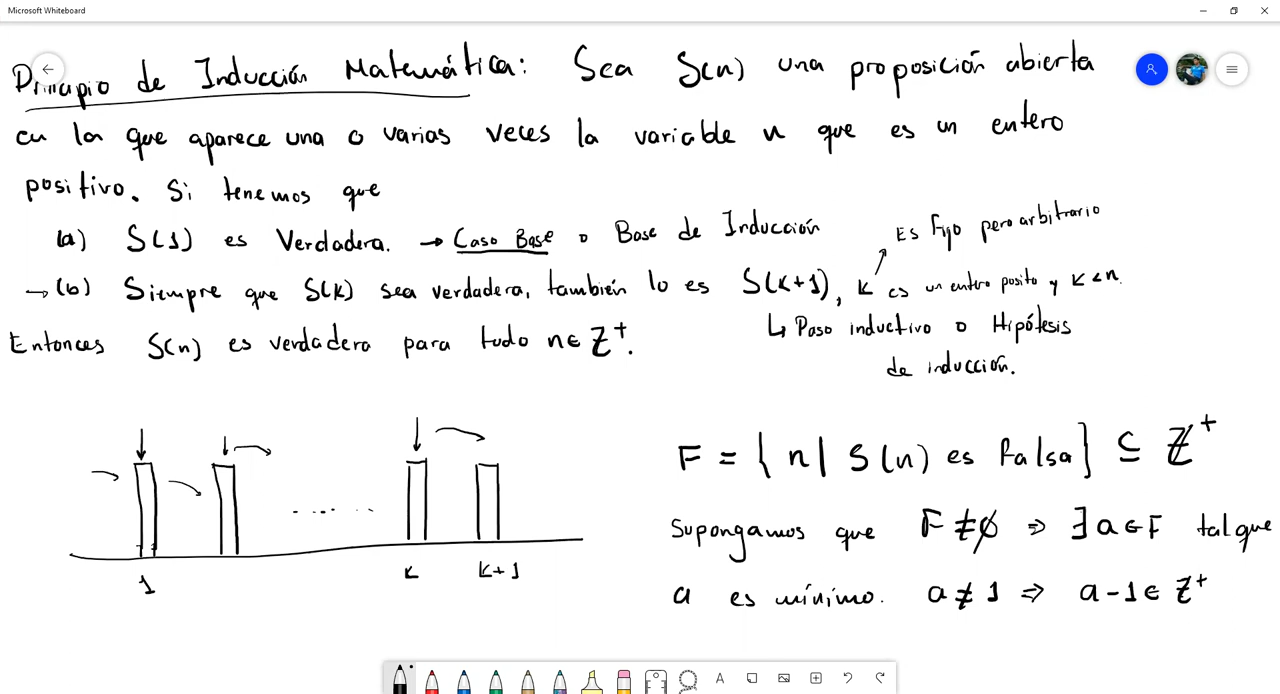 Microsoft Whiteboard
Principio de Inducción Matemática: Sea S(n) una proposición abierta
en la que aparece una o varias veces la variable n que es un entero
positivo. Si tenemos que
(a) S(1) es Verdadera. → Caso Base o Base de Inducción
Es Fijo pero arbitrario
→ (b) Siempre que S(k) sea verdadera, también lo es S(k+1), k es un entero posito y k<n.
↳ Paso inductivo o Hipótesis
de inducción.
Entonces S(n) es verdadera para todo n∈Z⁺.
1 k k+1
F = {n | S(n) es Falsa} ⊆ Z⁺
Supongamos que F≠∅ ⇒ ∃a∈F tal que
a es mínimo. a≠1 ⇒ a-1∈Z⁺